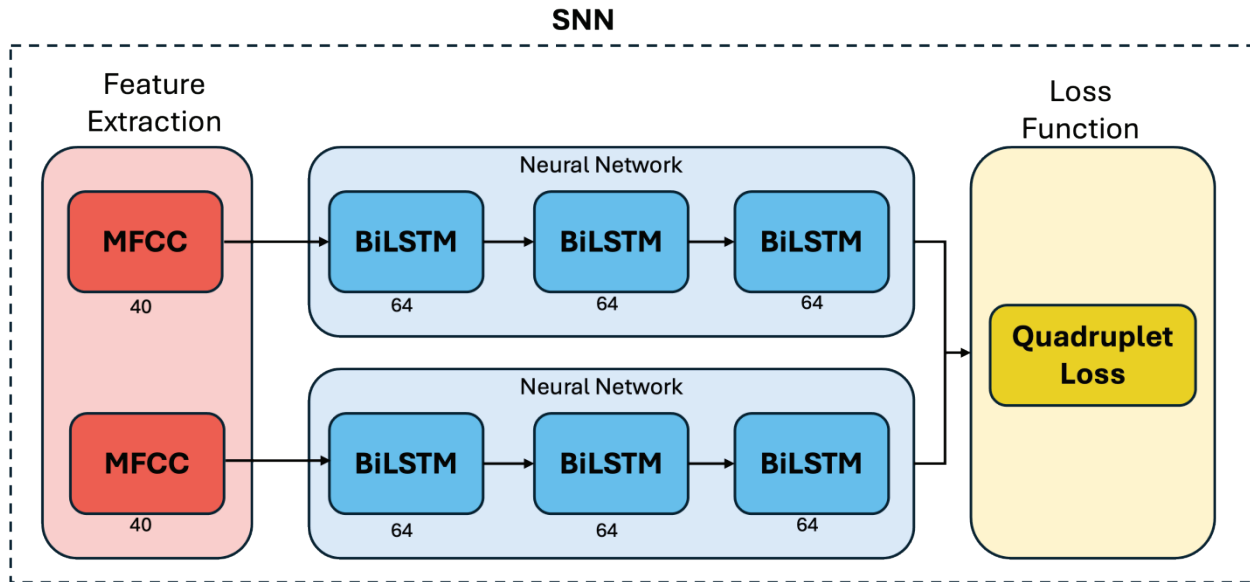 SNN
Feature
Extraction
MFCC
40
MFCC
40
Neural Network
BiLSTM
64
BiLSTM
64
BiLSTM
64
Neural Network
BiLSTM
64
BiLSTM
64
BiLSTM
64
Loss
Function
Quadruplet
Loss